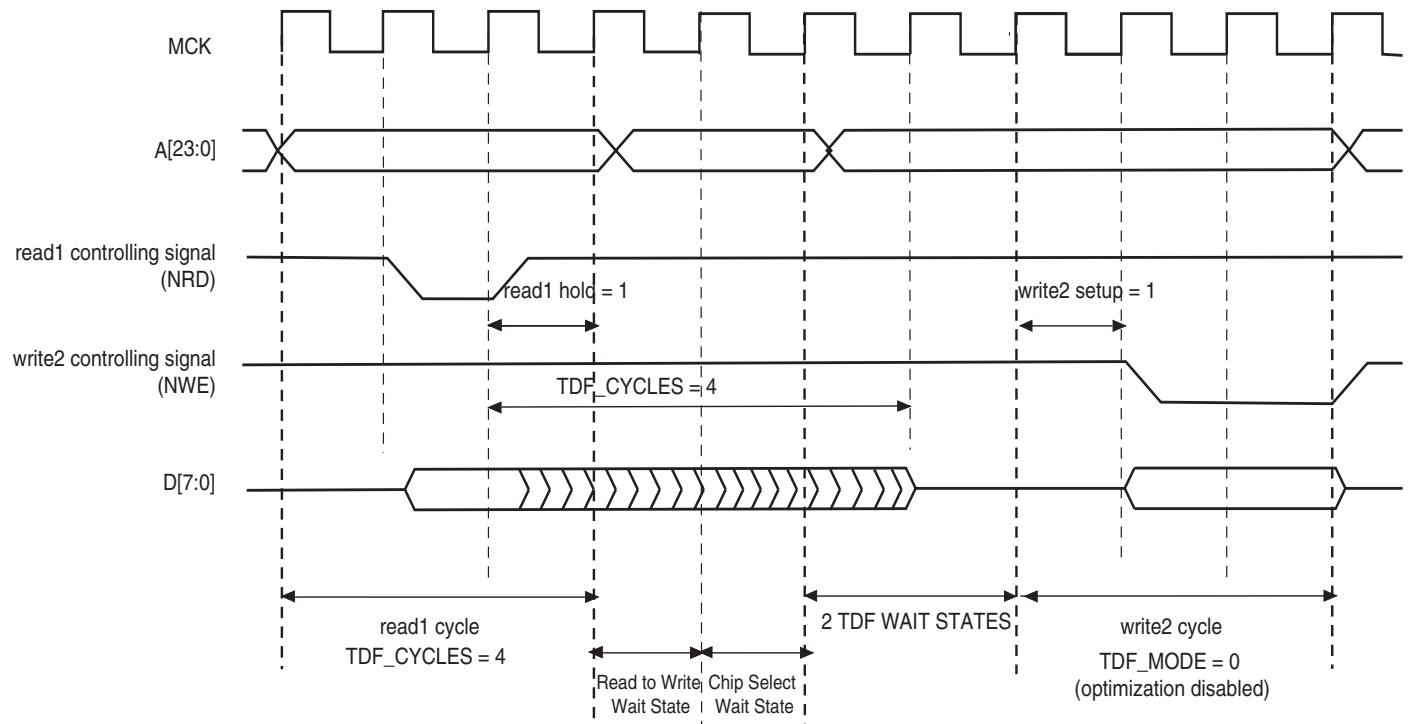 MCK
A[23:0]
read1 controlling signal
(NRD)
read1 hold = 1
write2 setup = 1
write2 controlling signal
(NWE)
TDF_CYCLES = 4
D[7:0]
read1 cycle
TDF_CYCLES = 4
2 TDF WAIT STATES
write2 cycle
TDF_MODE = 0
(optimization disabled)
Read to Write
Wait State
Chip Select
Wait State